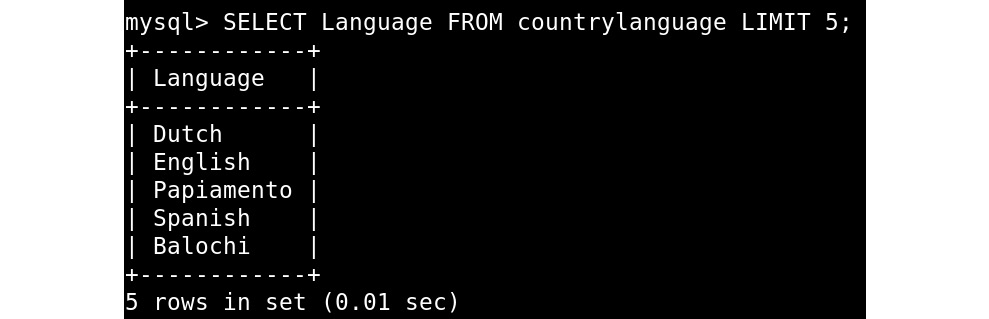 mysql> SELECT Language FROM countrylanguage LIMIT 5;
+------------+
| Language   |
+------------+
| Dutch      |
| English    |
| Papiamento |
| Spanish    |
| Balochi    |
+------------+
5 rows in set (0.01 sec)